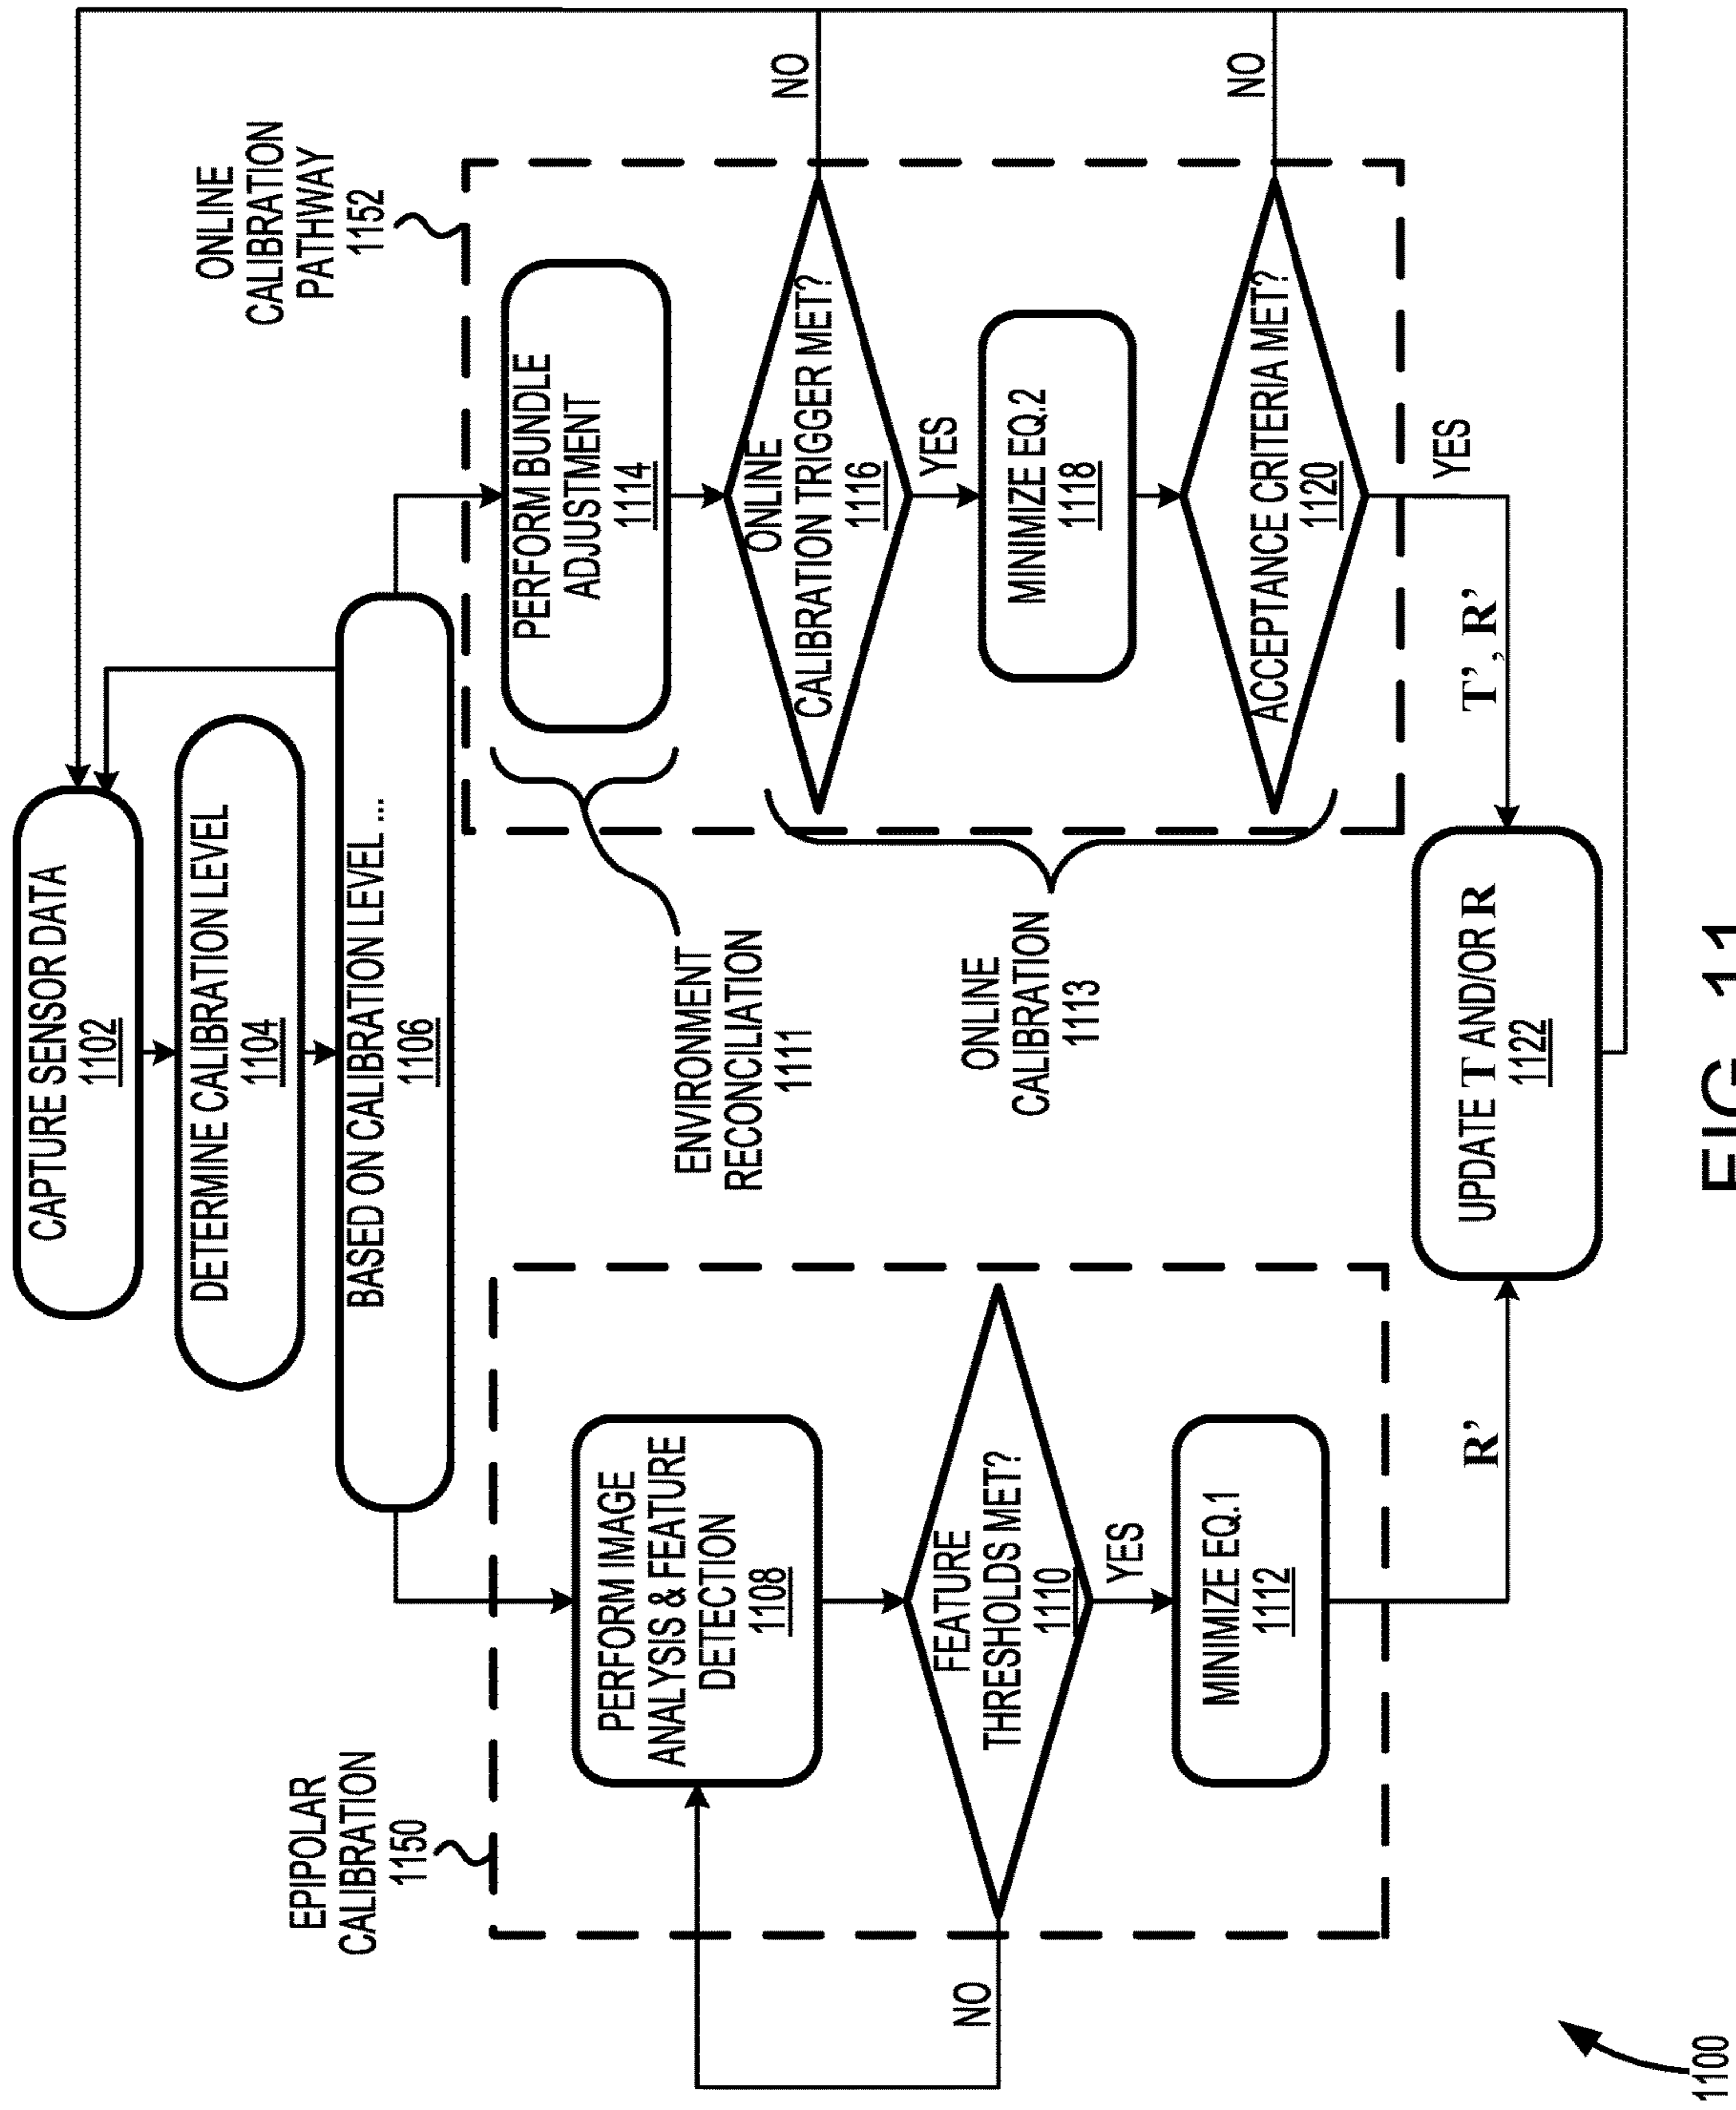 CAPTURE SENSOR DATA
1102
DETERMINE CALIBRATION LEVEL
1104
BASED ON CALIBRATION LEVEL ...
1106
EPIPOLAR
CALIBRATION
1150
PERFORM IMAGE
ANALYSIS & FEATURE
DETECTION
1108
FEATURE
THRESHOLDS MET?
1110
NO
YES
MINIMIZE EQ.1
1112
R’
ONLINE
CALIBRATION
PATHWAY
1152
PERFORM BUNDLE
ADJUSTMENT
1114
ENVIRONMENT
RECONCILIATION
1111
ONLINE
CALIBRATION TRIGGER MET?
1116
NO
YES
MINIMIZE EQ.2
1118
ONLINE
CALIBRATION
1113
ACCEPTANCE CRITERIA MET?
1120
NO
YES
T’, R’
UPDATE T AND/OR R
1122
1100
FIG. 11